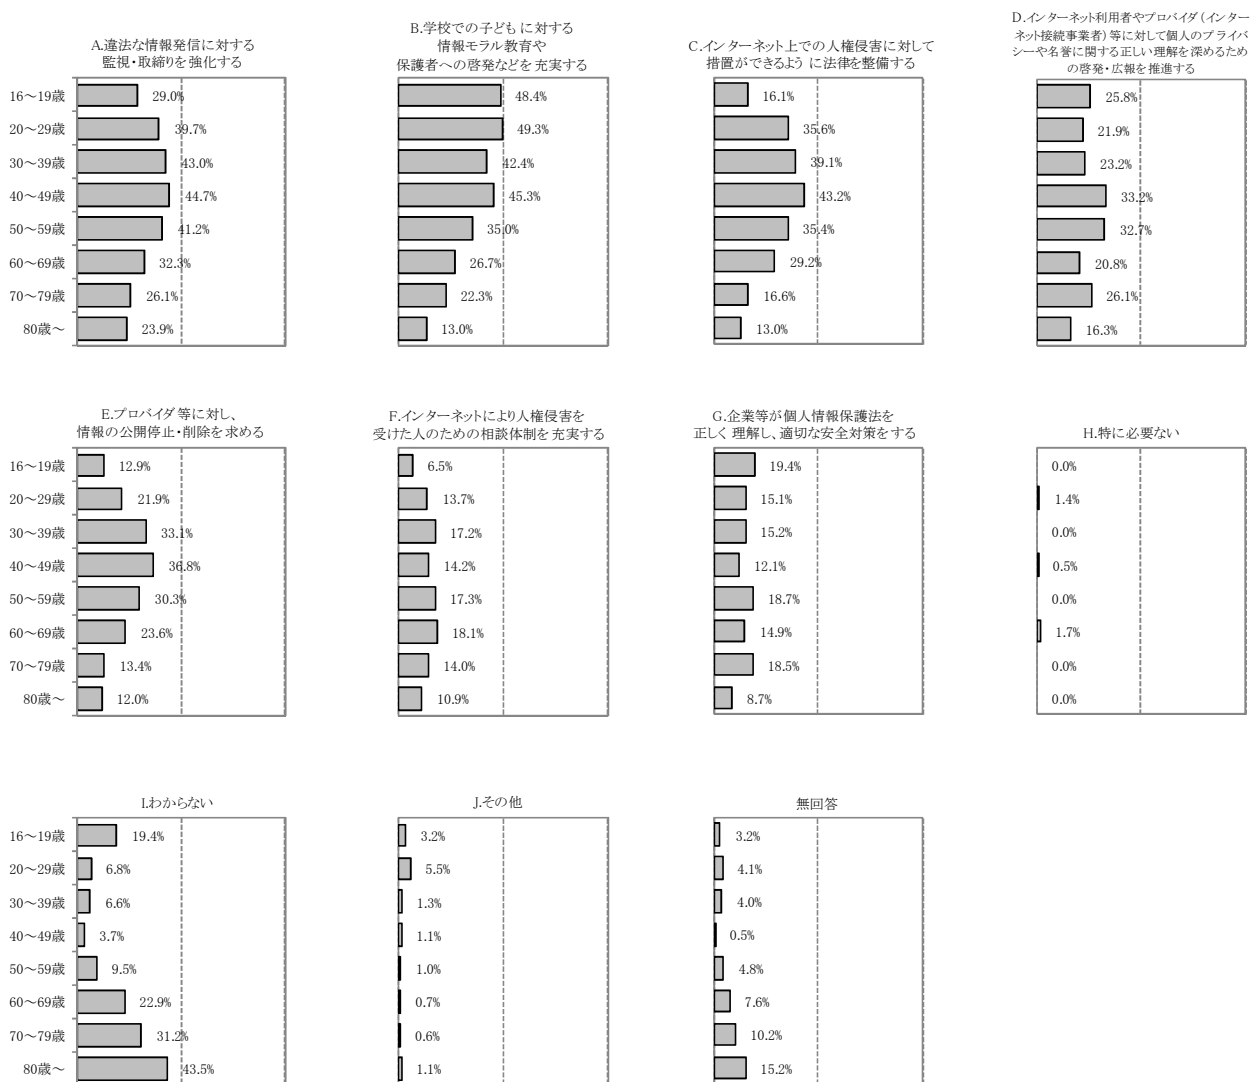 A.違法な情報発信に対する
監視・取締りを強化する
16～19歳 29.0%
20～29歳 39.7%
30～39歳 43.0%
40～49歳 44.7%
50～59歳 41.2%
60～69歳 32.3%
70～79歳 26.1%
80歳～ 23.9%
B.学校での子どもに対する
情報モラル教育や
保護者への啓発などを充実する
48.4%
49.3%
42.4%
45.3%
35.0%
26.7%
22.3%
13.0%
C.インターネット上での人権侵害に対して
措置ができるように法律を整備する
16.1%
35.6%
39.1%
43.2%
35.4%
29.2%
16.6%
13.0%
D.インターネット利用者やプロバイダ（インター
ネット接続事業者）等に対して個人のプライバ
シーや名誉に関する正しい理解を深めるため
の啓発・広報を推進する
25.8%
21.9%
23.2%
33.2%
32.7%
20.8%
26.1%
16.3%
E.プロバイダ等に対し、
情報の公開停止・削除を求める
16～19歳 12.9%
20～29歳 21.9%
30～39歳 33.1%
40～49歳 36.8%
50～59歳 30.3%
60～69歳 23.6%
70～79歳 13.4%
80歳～ 12.0%
F.インターネットにより人権侵害を
受けた人のための相談体制を充実する
6.5%
13.7%
17.2%
14.2%
17.3%
18.1%
14.0%
10.9%
G.企業等が個人情報保護法を
正しく理解し、適切な安全対策をする
19.4%
15.1%
15.2%
12.1%
18.7%
14.9%
18.5%
8.7%
H.特に必要ない
0.0%
1.4%
0.0%
0.5%
0.0%
1.7%
0.0%
0.0%
I.わからない
16～19歳 19.4%
20～29歳 6.8%
30～39歳 6.6%
40～49歳 3.7%
50～59歳 9.5%
60～69歳 22.9%
70～79歳 31.2%
80歳～ 43.5%
J.その他
3.2%
5.5%
1.3%
1.1%
1.0%
0.7%
0.6%
1.1%
無回答
3.2%
4.1%
4.0%
0.5%
4.8%
7.6%
10.2%
15.2%